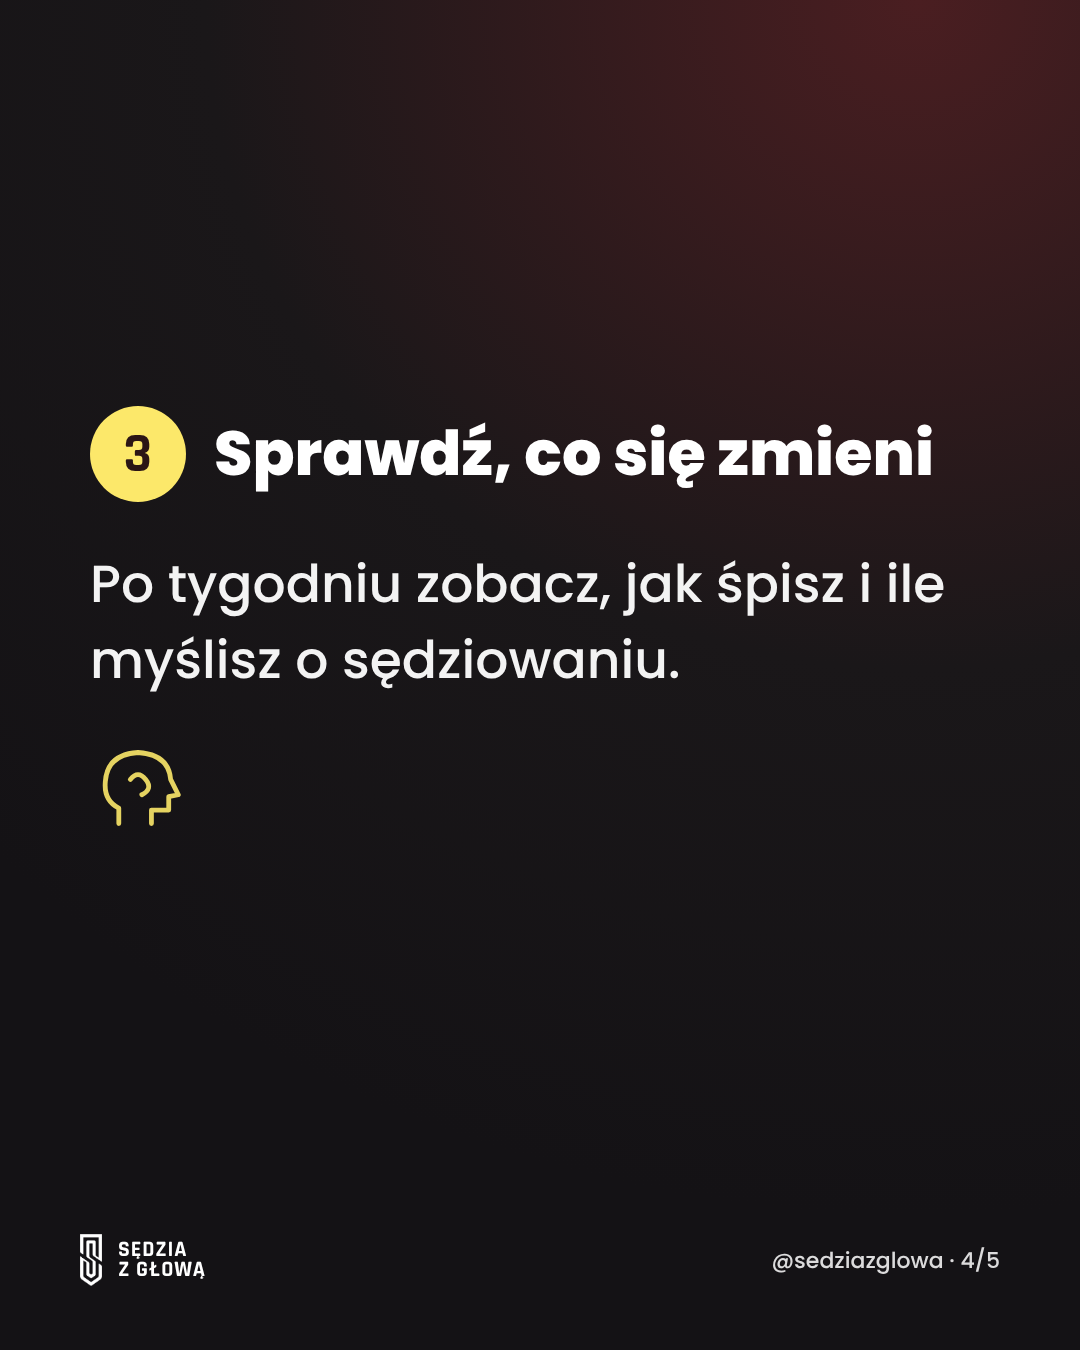 3 Sprawdź, co się zmieni
Po tygodniu zobacz, jak śpisz i ile
myślisz o sędziowaniu.
SĘDZIA
Z GŁOWĄ
@sedziazglowa · 4/5